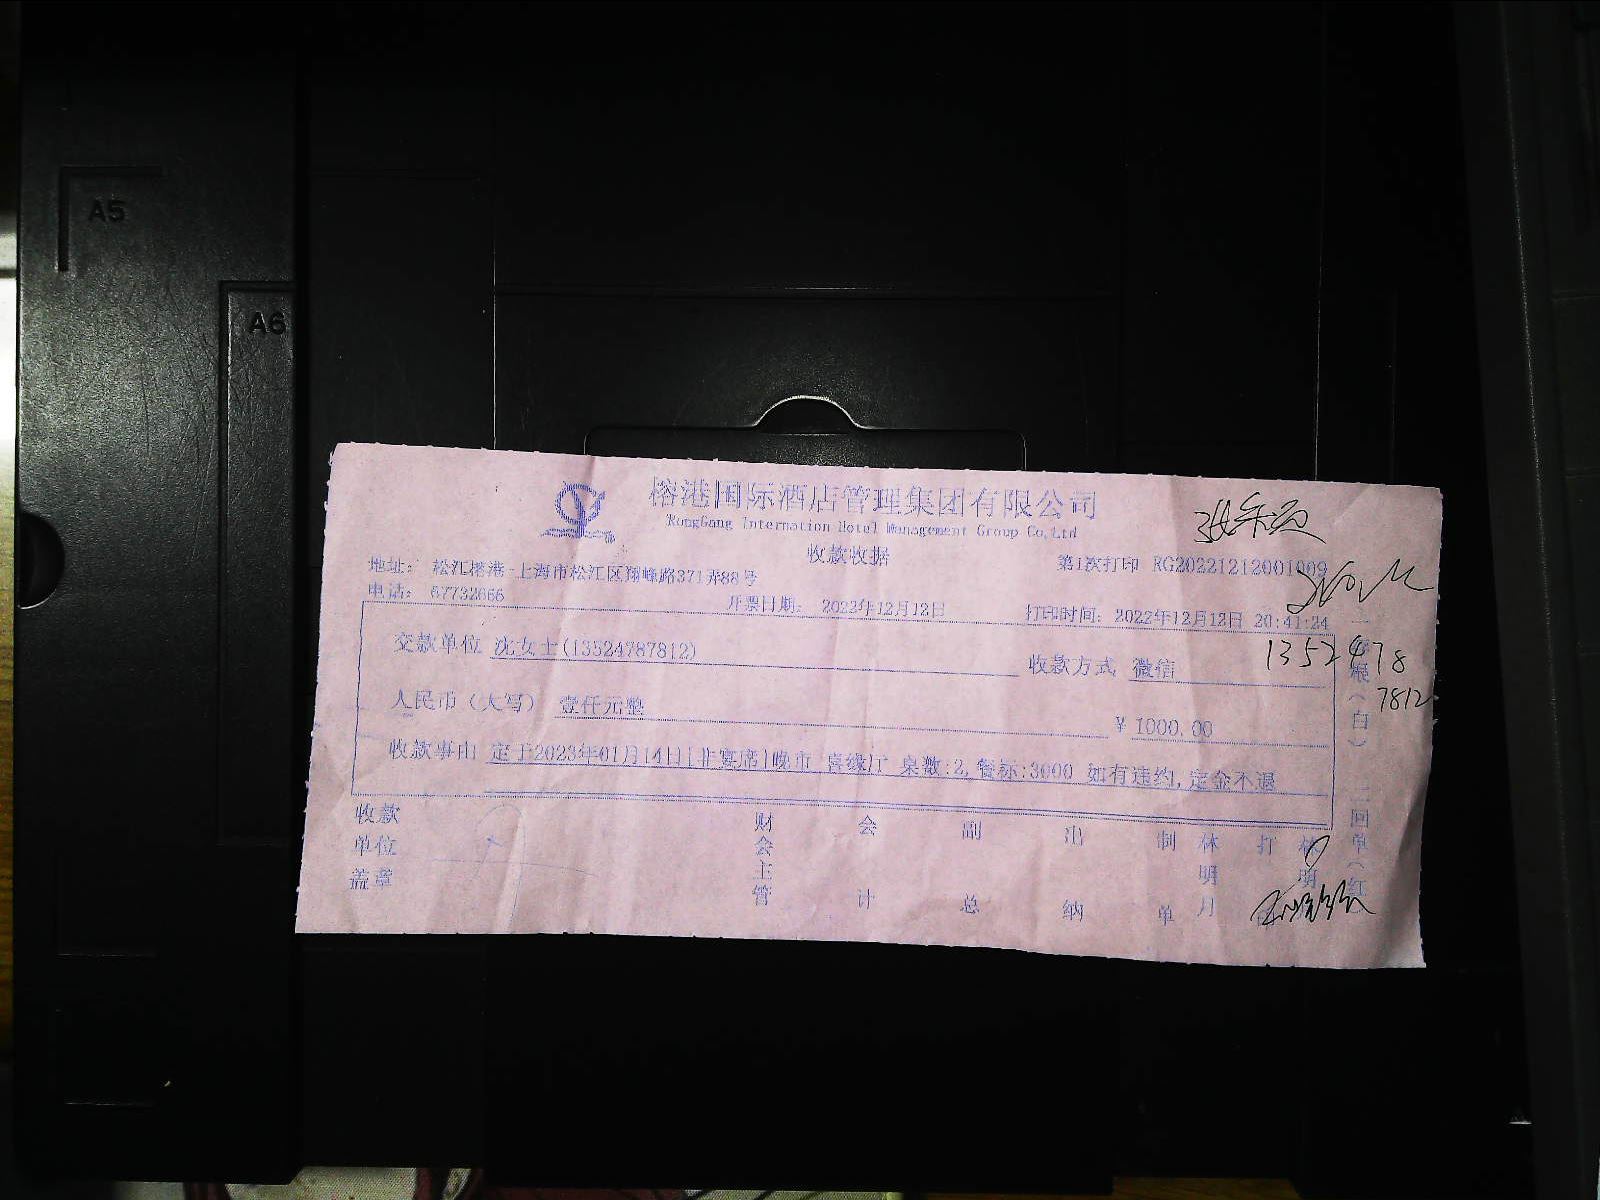 A5
A6
榕港国际酒店管理集团有限公司
RongGang Internation Hotel Management Group Co,Ltd
收款收据
第1次打印 RG20221212001009
地址： 松江榕港-上海市松江区翔峰路371弄88号
电话： 67732666
开票日期： 2022年12月12日
打印时间：2022年12月12日 20:41:24
交款单位 沈女士(13524787812)
收款方式 微信
1352478
7812
人民币（大写） 壹仟元整
￥1000.00
收款事由 定于2023年01月14日[非宴席]晚市 喜缘厅 桌数:2,餐标:3000 如有违约,定金不退
收款单位盖章
财会主管
会计
副总
出纳
制单
林明月
打
林明
根（白）
二回单（红